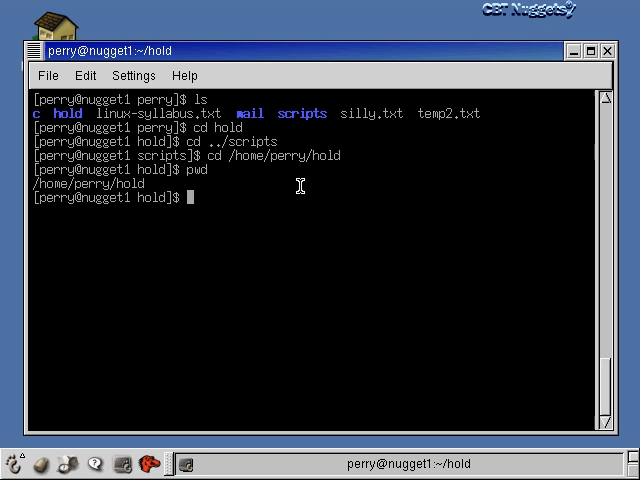 CBT Nuggets
perry@nugget1:~/hold
File Edit Settings Help
[perry@nugget1 perry]$ ls
c hold linux-syllabus.txt mail scripts silly.txt temp2.txt
[perry@nugget1 perry]$ cd hold
[perry@nugget1 hold]$ cd ../scripts
[perry@nugget1 scripts]$ cd /home/perry/hold
[perry@nugget1 hold]$ pwd
/home/perry/hold
[perry@nugget1 hold]$
perry@nugget1:~/hold